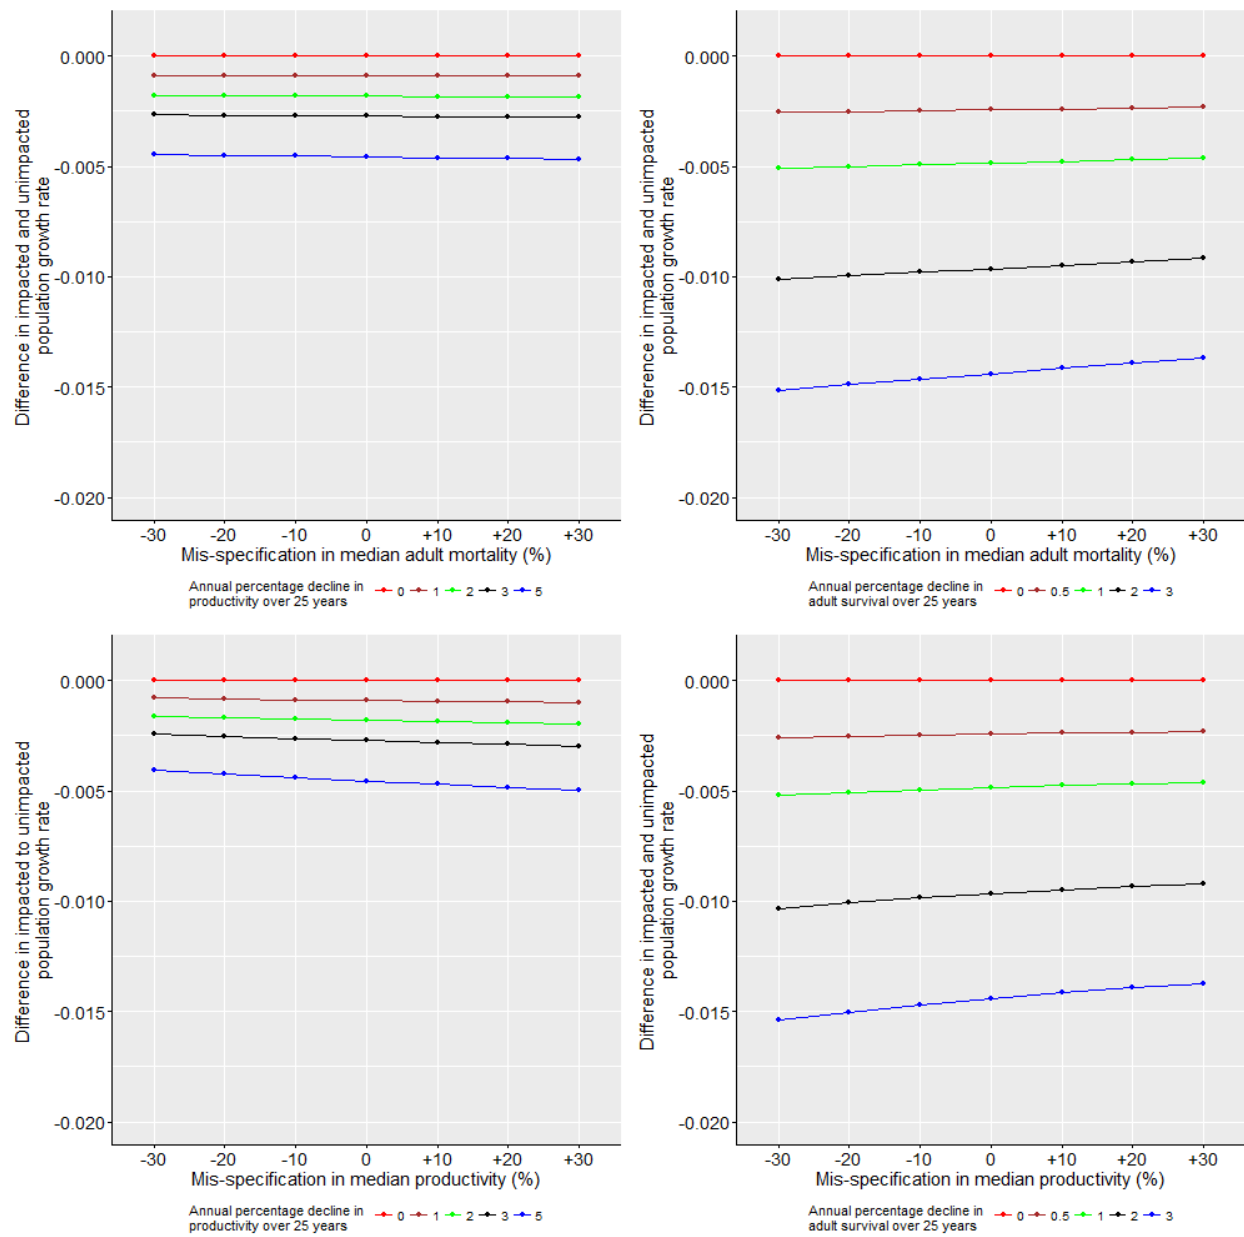 Difference in impacted and unimpacted
population growth rate
0.000
-0.005
-0.010
-0.015
-0.020
-30 -20 -10 0 +10 +20 +30
Mis-specification in median adult mortality (%)
Annual percentage decline in
productivity over 25 years
0 1 2 3 5
Difference in impacted and unimpacted
population growth rate
0.000
-0.005
-0.010
-0.015
-0.020
-30 -20 -10 0 +10 +20 +30
Mis-specification in median adult mortality (%)
Annual percentage decline in
adult survival over 25 years
0 0.5 1 2 3
Difference in impacted to unimpacted
population growth rate
0.000
-0.005
-0.010
-0.015
-0.020
-30 -20 -10 0 +10 +20 +30
Mis-specification in median productivity (%)
Annual percentage decline in
productivity over 25 years
0 1 2 3 5
Difference in impacted and unimpacted
population growth rate
0.000
-0.005
-0.010
-0.015
-0.020
-30 -20 -10 0 +10 +20 +30
Mis-specification in median productivity (%)
Annual percentage decline in
adult survival over 25 years
0 0.5 1 2 3